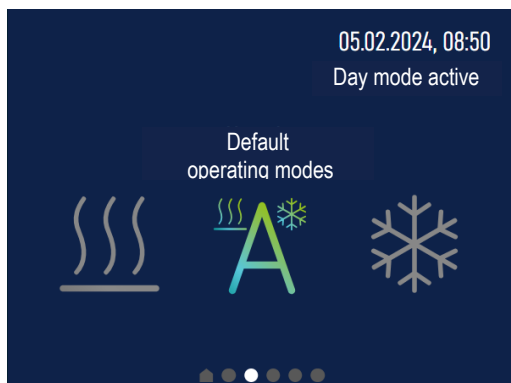 05.02.2024, 08:50
Day mode active
Default
operating modes
A